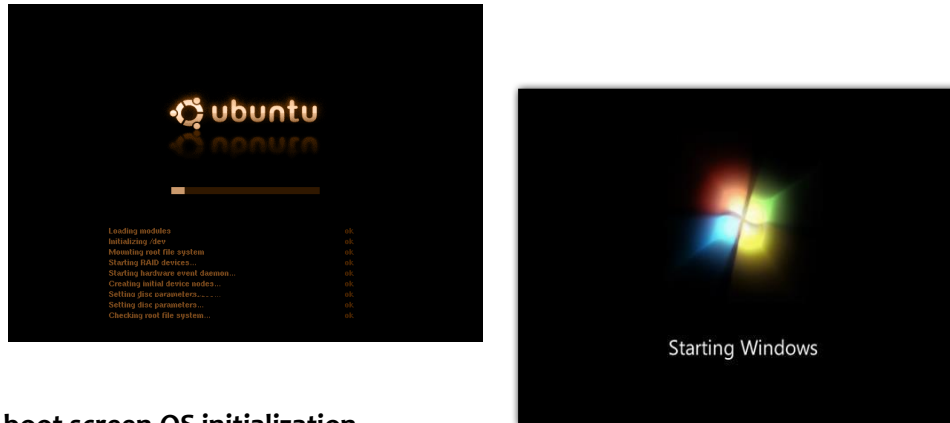 ubuntu
Loading modules ok
Initializing /dev ok
Mounting root file system ok
Starting RAID devices... ok
Starting hardware event daemon... ok
Creating initial device nodes... ok
Setting disc parameters...... ok
Setting disc parameters... ok
Checking root file system... ok
Starting Windows
boot screen OS initialization